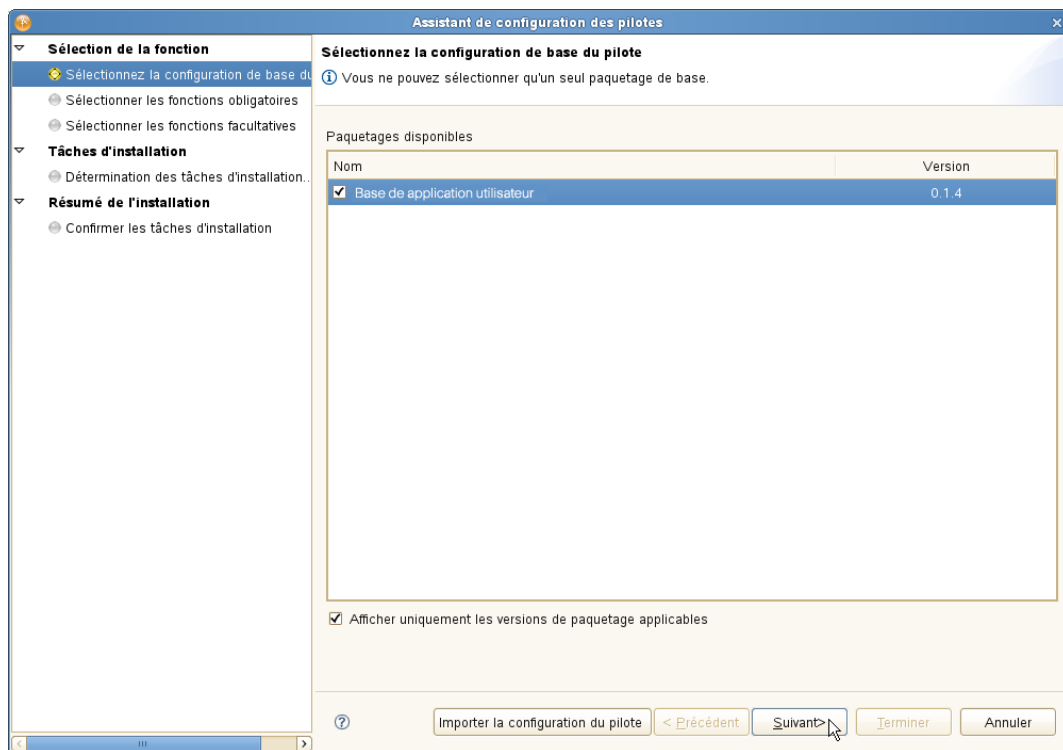 Assistant de configuration des pilotes
Sélection de la fonction
Sélectionnez la configuration de base du
Sélectionner les fonctions obligatoires
Sélectionner les fonctions facultatives
Tâches d'installation
Détermination des tâches d'installation..
Résumé de l'installation
Confirmer les tâches d'installation
Sélectionnez la configuration de base du pilote
Vous ne pouvez sélectionner qu'un seul paquetage de base.
Paquetages disponibles
Nom Version
Base de application utilisateur 0.1.4
Afficher uniquement les versions de paquetage applicables
Importer la configuration du pilote < Précédent Suivant> Terminer Annuler